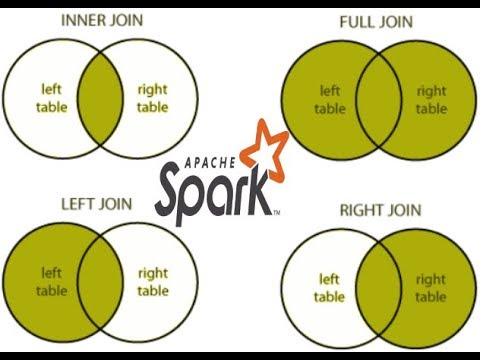 INNER JOIN
left
table
right
table
FULL JOIN
left
table
right
table
APACHE
Spark™
LEFT JOIN
left
table
right
table
RIGHT JOIN
left
table
right
table